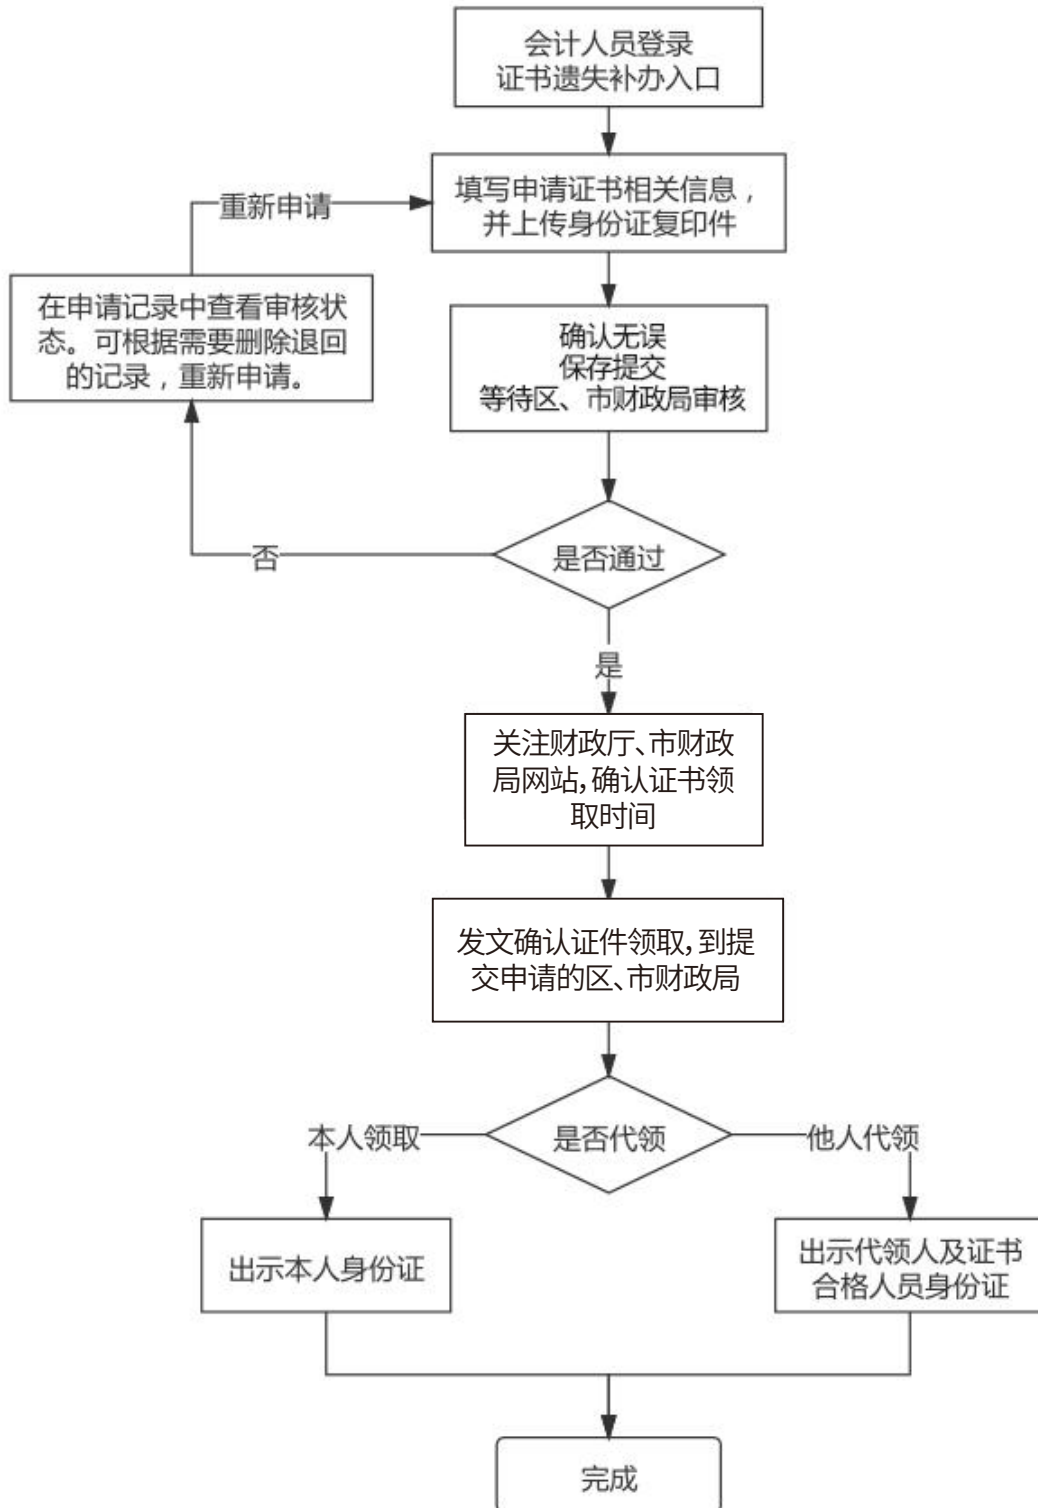 会计人员登录
证书遗失补办入口
填写申请证书相关信息，
并上传身份证复印件
重新申请
在申请记录中查看审核状
态。可根据需要删除退回
的记录，重新申请。
确认无误
保存提交
等待区、市财政局审核
是否通过
否
是
关注财政厅、市财政
局网站,确认证书领
取时间
发文确认证件领取,到提
交申请的区、市财政局
是否代领
本人领取
他人代领
出示本人身份证
出示代领人及证书
合格人员身份证
完成